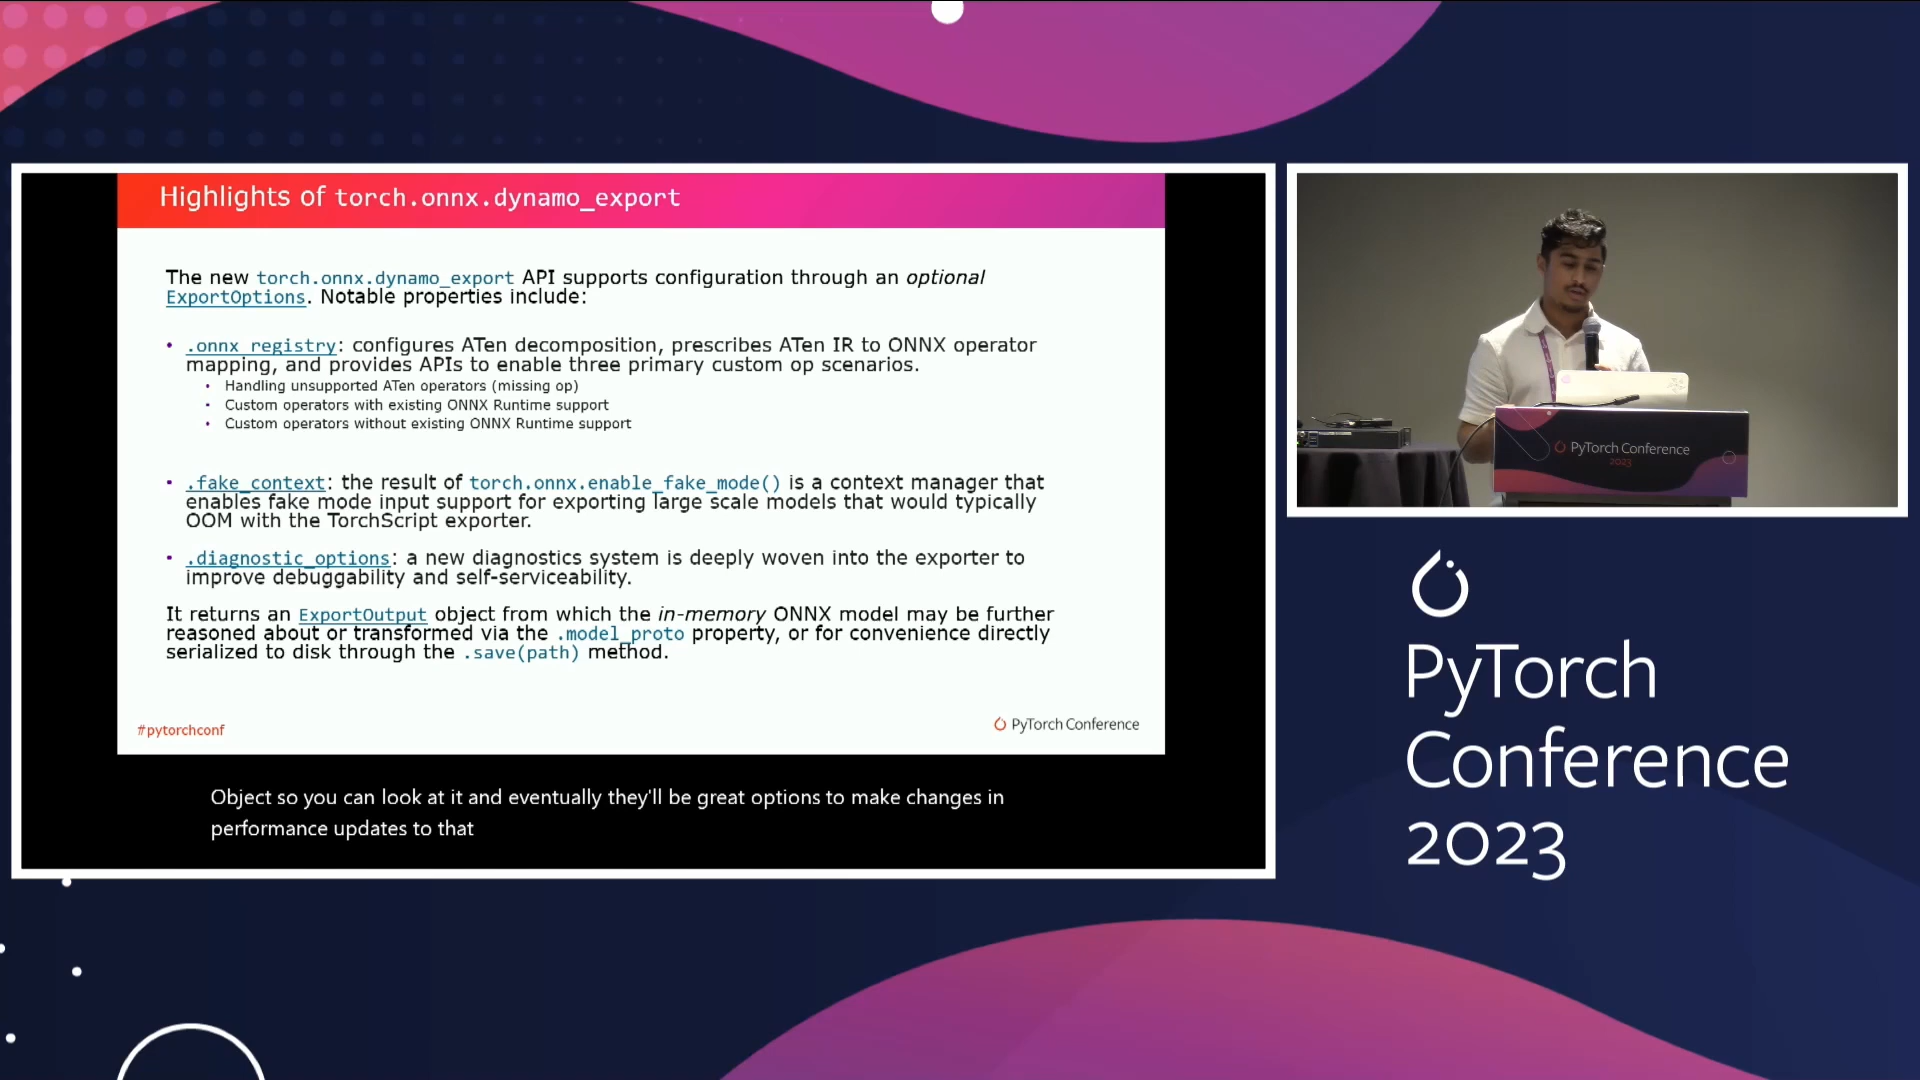 Highlights of torch.onnx.dynamo_export
The new torch.onnx.dynamo_export API supports configuration through an optional
ExportOptions. Notable properties include:
• .onnx_registry: configures ATen decomposition, prescribes ATen IR to ONNX operator
mapping, and provides APIs to enable three primary custom op scenarios.
• Handling unsupported ATen operators (missing op)
• Custom operators with existing ONNX Runtime support
• Custom operators without existing ONNX Runtime support
• .fake_context: the result of torch.onnx.enable_fake_mode() is a context manager that
enables fake mode input support for exporting large scale models that would typically
OOM with the TorchScript exporter.
• .diagnostic_options: a new diagnostics system is deeply woven into the exporter to
improve debuggability and self-serviceability.
It returns an ExportOutput object from which the in-memory ONNX model may be further
reasoned about or transformed via the .model_proto property, or for convenience directly
serialized to disk through the .save(path) method.
#pytorchconf
PyTorch Conference
Object so you can look at it and eventually they'll be great options to make changes in
performance updates to that
PyTorch Conference
2023
PyTorch
Conference
2023